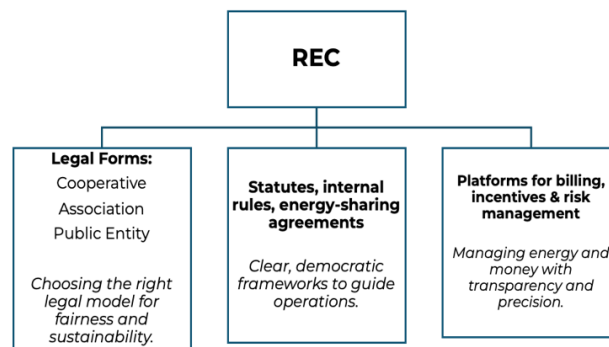 REC
Legal Forms:
Cooperative
Association
Public Entity
Choosing the right
legal model for
fairness and
sustainability.
Statutes, internal
rules, energy-sharing
agreements
Clear, democratic
frameworks to guide
operations.
Platforms for billing,
incentives & risk
management
Managing energy and
money with
transparency and
precision.